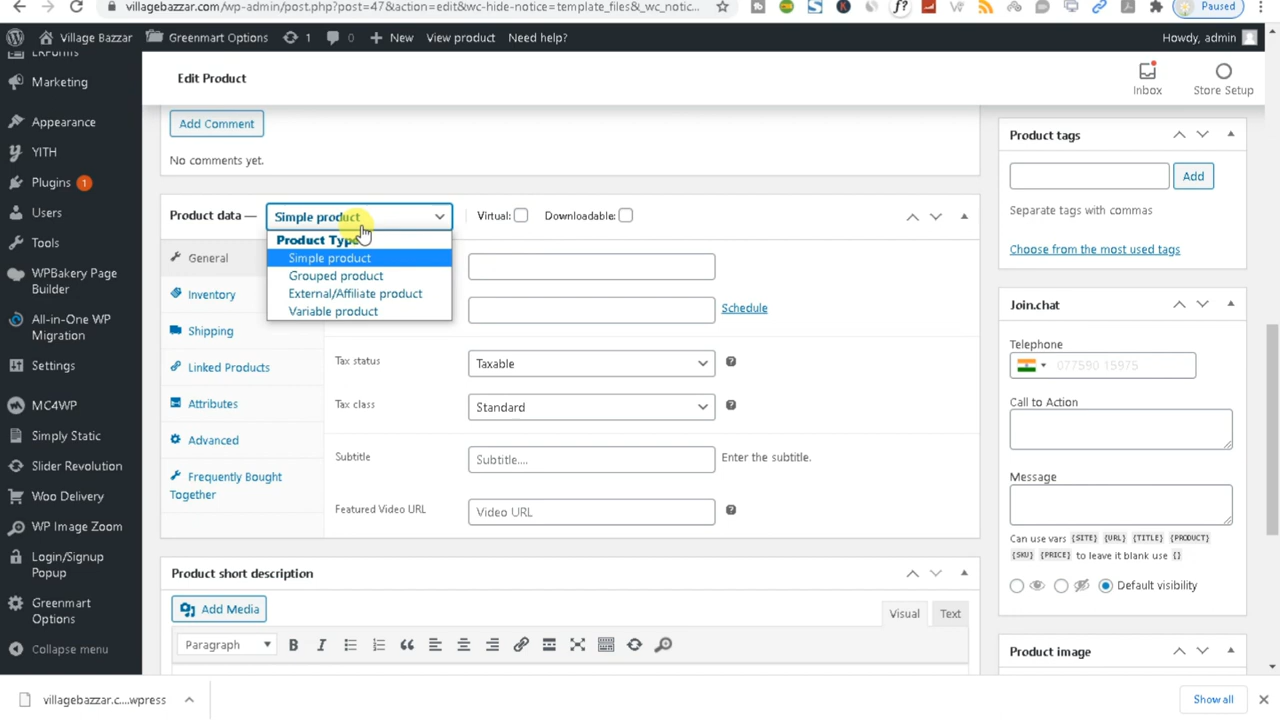 villagebazzar.com/wp-admin/post.php?post=47&action=edit&wc-hide-notice=template_files&_wc_notic...
Paused
Village Bazzar
Greenmart Options
1
0
New
View product
Need help?
Howdy, admin
Marketing
Appearance
YITH
Plugins 1
Users
Tools
WPBakery Page
Builder
All-in-One WP
Migration
Settings
MC4WP
Simply Static
Slider Revolution
Woo Delivery
WP Image Zoom
Login/Signup
Popup
Greenmart
Options
Collapse menu
Edit Product
Inbox
Store Setup
Add Comment
No comments yet.
Product data —
Simple product
Virtual:
Downloadable:
Product Type
Simple product
Grouped product
External/Affiliate product
Variable product
General
Inventory
Shipping
Linked Products
Attributes
Advanced
Frequently Bought
Together
Schedule
Tax status
Taxable
Tax class
Standard
Subtitle
Subtitle....
Enter the subtitle.
Featured Video URL
Video URL
Product short description
Add Media
Visual
Text
Paragraph
B
I
Product tags
Add
Separate tags with commas
Choose from the most used tags
Join.chat
Telephone
077590 15975
Call to Action
Message
Can use vars {SITE} {URL} {TITLE} {PRODUCT}
{SKU} {PRICE} to leave it blank use {}
Default visibility
Product image
villagebazzar.c....wpress
Show all